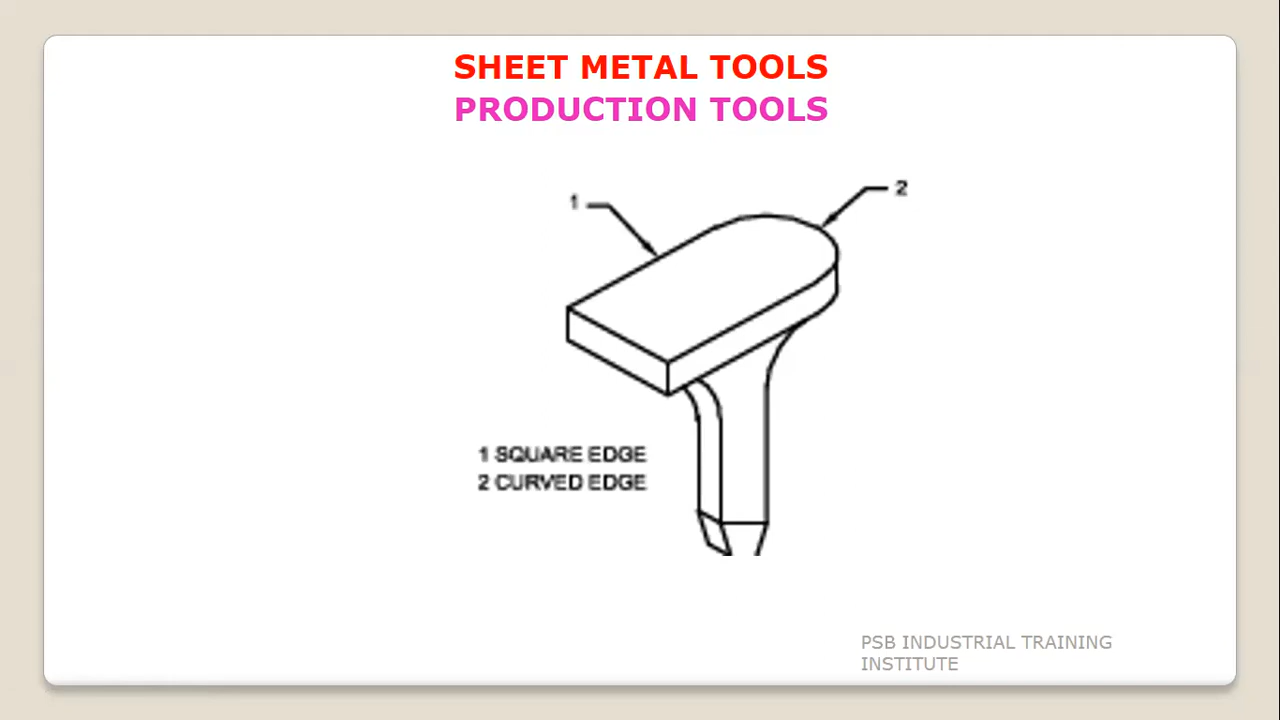 SHEET METAL TOOLS
PRODUCTION TOOLS
1
2
1 SQUARE EDGE
2 CURVED EDGE
PSB INDUSTRIAL TRAINING
INSTITUTE